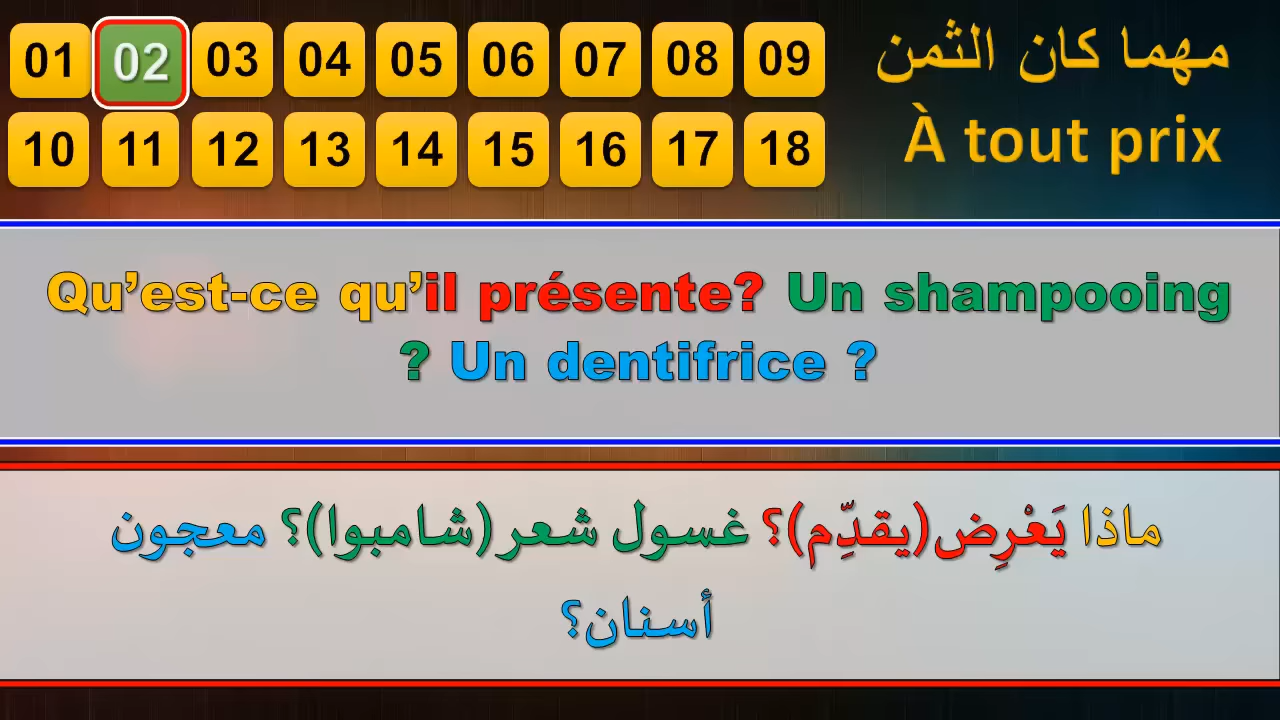 01 02 03 04 05 06 07 08 09
10 11 12 13 14 15 16 17 18
مهما كان الثمن
À tout prix
Qu’est-ce qu’il présente? Un shampooing
? Un dentifrice ?
ماذا يَعْرِض(يقدِّم)؟ غسول شعر(شامبوا)؟ معجون
أسنان؟